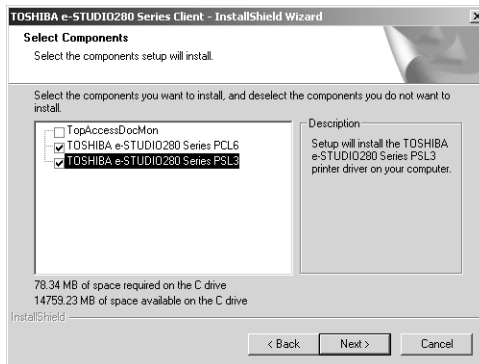 TOSHIBA e-STUDIO280 Series Client - InstallShield Wizard
Select Components
Select the components setup will install.
Select the components you want to install, and deselect the components you do not want to
install.
TopAccessDocMon
TOSHIBA e-STUDIO280 Series PCL6
TOSHIBA e-STUDIO280 Series PSL3
Description
Setup will install the TOSHIBA
e-STUDIO280 Series PSL3
printer driver on your computer.
78.34 MB of space required on the C drive
14759.23 MB of space available on the C drive
InstallShield
< Back
Next >
Cancel